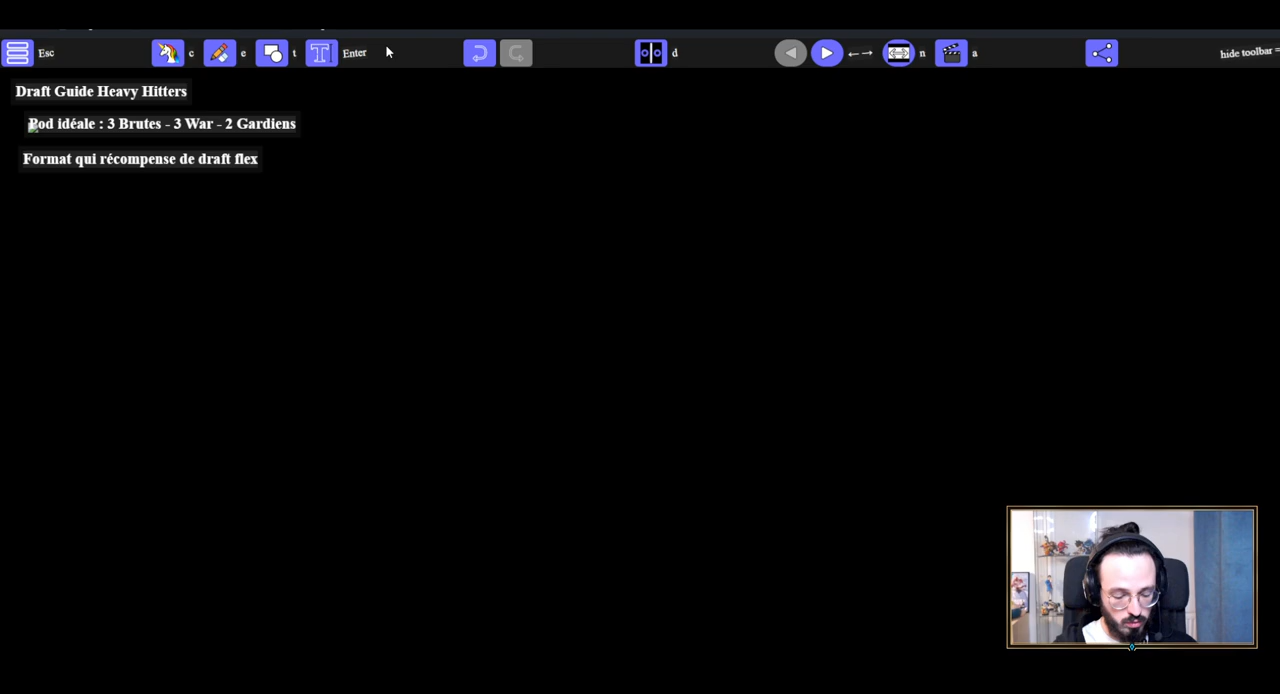 Esc
c
e
t
Enter
d
←→
n
a
hide toolbar =
Draft Guide Heavy Hitters
Pod idéale : 3 Brutes - 3 War - 2 Gardiens
Format qui récompense de draft flex